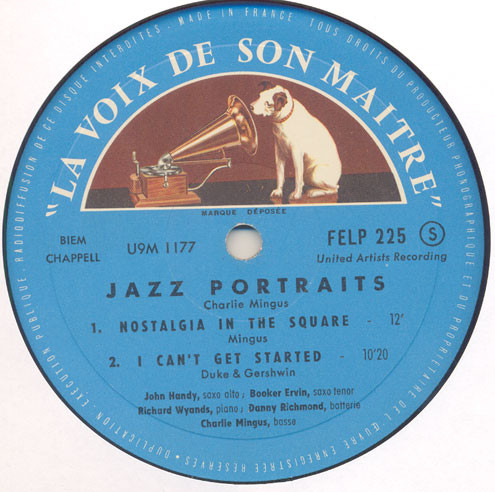 MADE IN FRANCE • TOUS DROITS DU PRODUCTEUR PHONOGRAPHIQUE ET DU PROPRIÉTAIRE DE L'ŒUVRE ENREGISTRÉE RÉSERVÉS • DUPLICATION - EXÉCUTION PUBLIQUE - RADIODIFFUSION DE CE DISQUE INTERDITES
"LA VOIX DE SON MAITRE"
MARQUE DÉPOSÉE
BIEM
CHAPPELL
U9M 1177
FELP 225 S
United Artists Recording
JAZZ PORTRAITS
Charlie Mingus
1. NOSTALGIA IN THE SQUARE - 12'
Mingus
2. I CAN'T GET STARTED - 10'20
Duke & Gershwin
John Handy, saxo alto; Booker Ervin, saxo tenor
Richard Wyands, piano; Danny Richmond, batterie
Charlie Mingus, basse